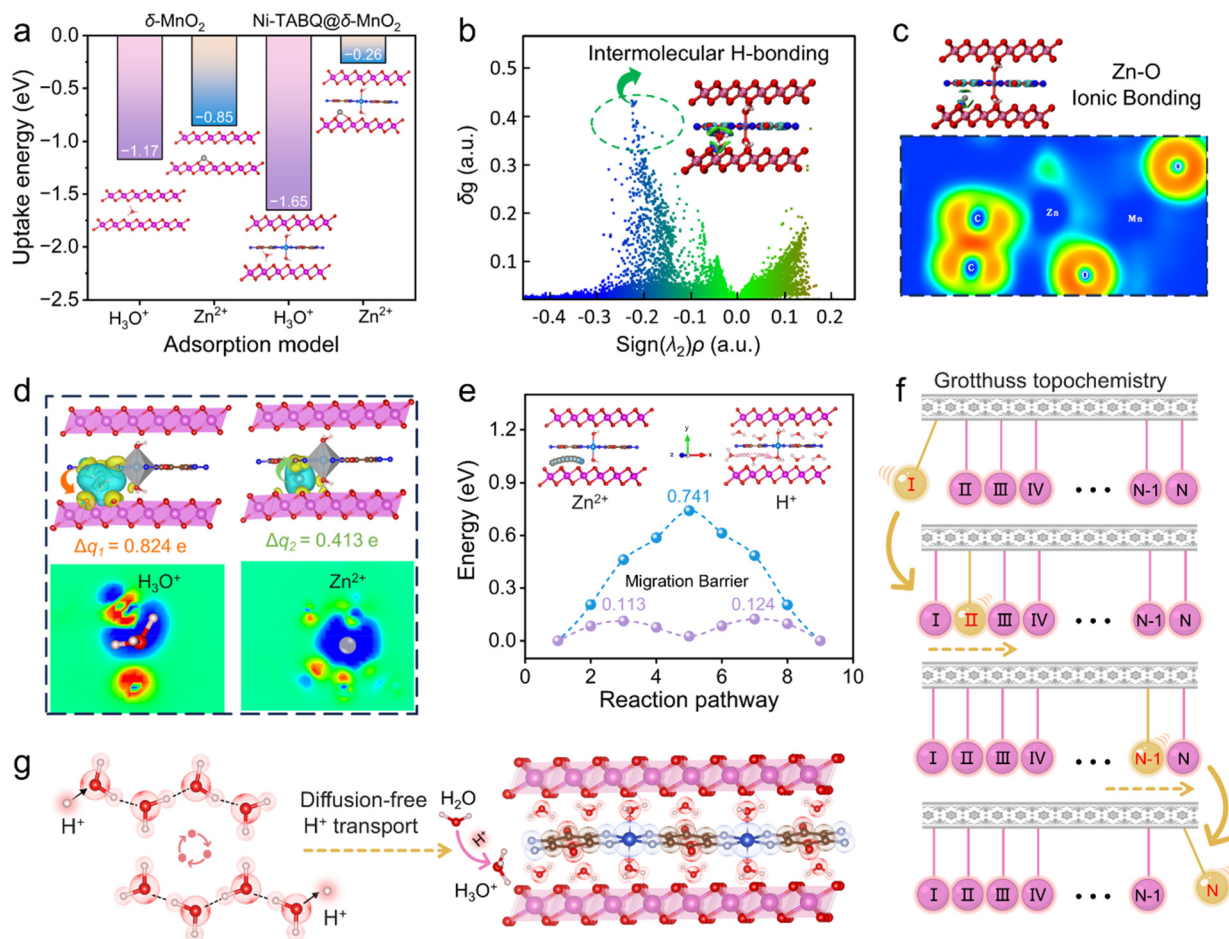 a
δ-MnO2
Ni-TABQ@δ-MnO2
Uptake energy (eV)
0.0
−0.5
−1.0
−1.5
−2.0
−2.5
−1.17
−0.85
−1.65
−0.26
H3O+
Zn2+
H3O+
Zn2+
Adsorption model
b
Intermolecular H-bonding
δg (a.u.)
0.5
0.4
0.3
0.2
0.1
-0.4
-0.3
-0.2
-0.1
0.0
0.1
0.2
Sign(λ2)ρ (a.u.)
c
Zn-O
Ionic Bonding
O
C
Zn
Mn
C
O
d
Δq1 = 0.824 e
Δq2 = 0.413 e
H3O+
Zn2+
e
Energy (eV)
1.2
0.9
0.6
0.3
0.0
y
z
x
Zn2+
H+
0.741
Migration Barrier
0.113
0.124
0
2
4
6
8
10
Reaction pathway
f
Grotthuss topochemistry
I
II
III
IV
N-1
N
I
II
III
IV
N-1
N
I
II
III
IV
N-1
N
I
II
III
IV
N-1
N
g
H+
H+
Diffusion-free
H+ transport
H2O
H+
H3O+